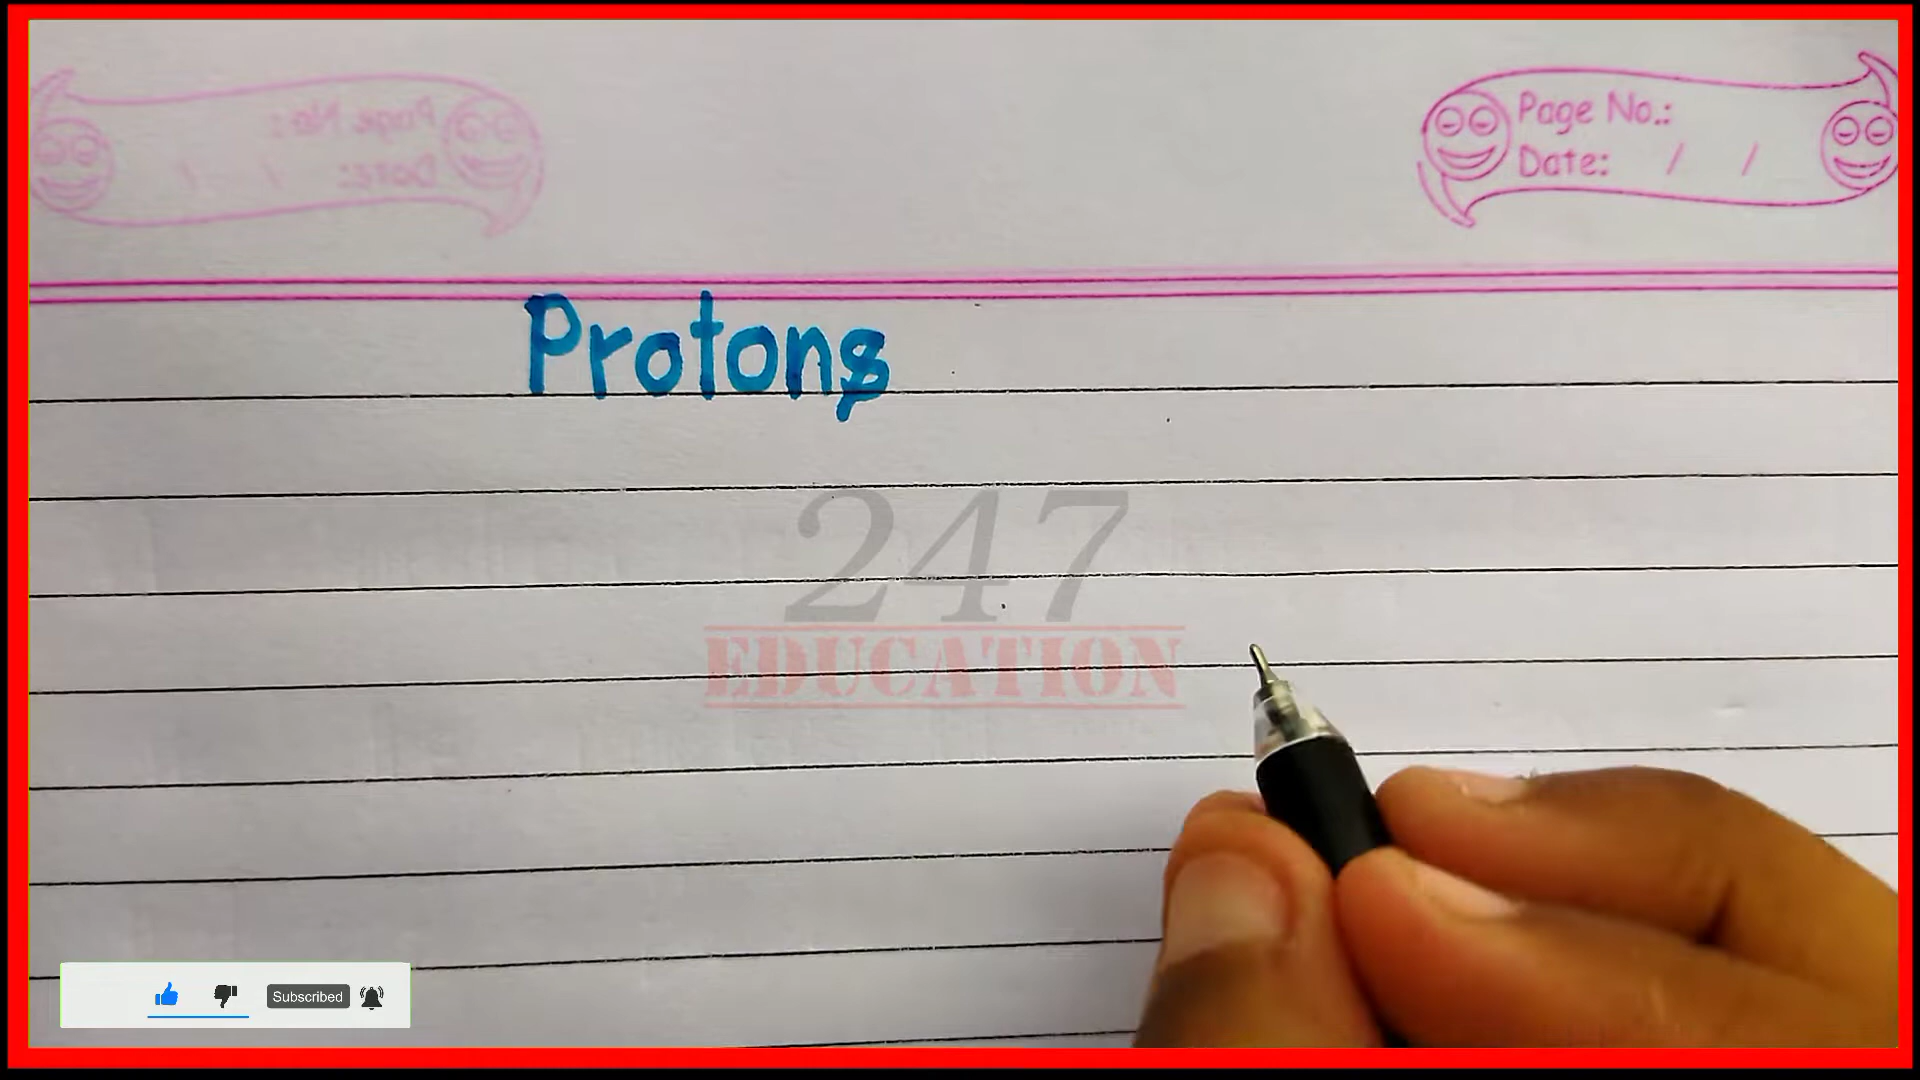 Page No.:
Date: / /
Protons
247
EDUCATION
Subscribed